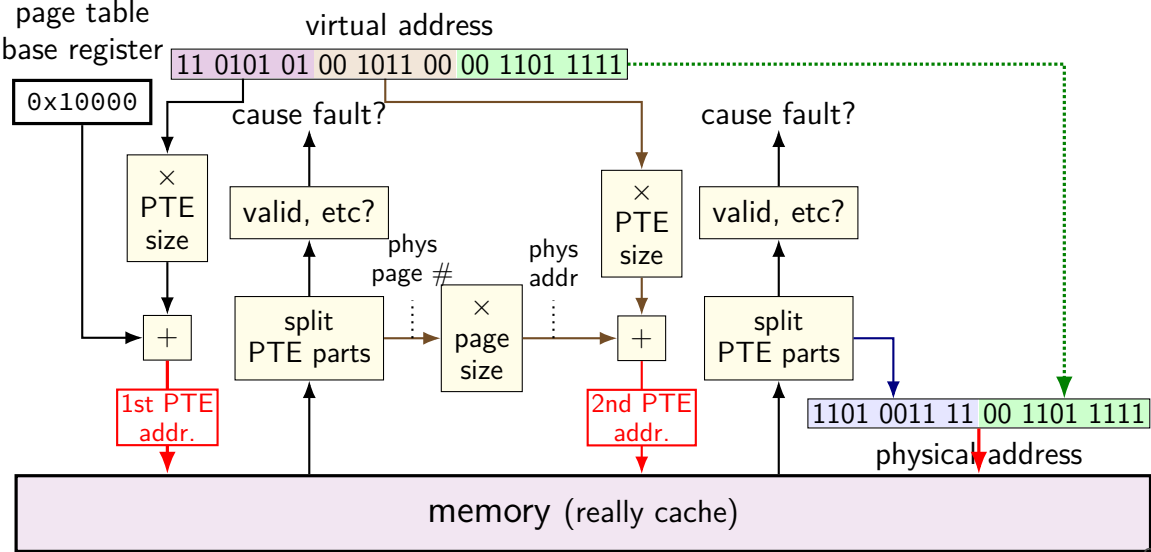 page table
base register
virtual address
11 0101 01 00 1011 00 00 1101 1111
0x10000
cause fault?
cause fault?
×
PTE
size
valid, etc?
×
PTE
size
valid, etc?
phys
page #
phys
addr
+
split
PTE parts
×
page
size
+
split
PTE parts
1st PTE
addr.
2nd PTE
addr.
1101 0011 11 00 1101 1111
physical address
memory (really cache)